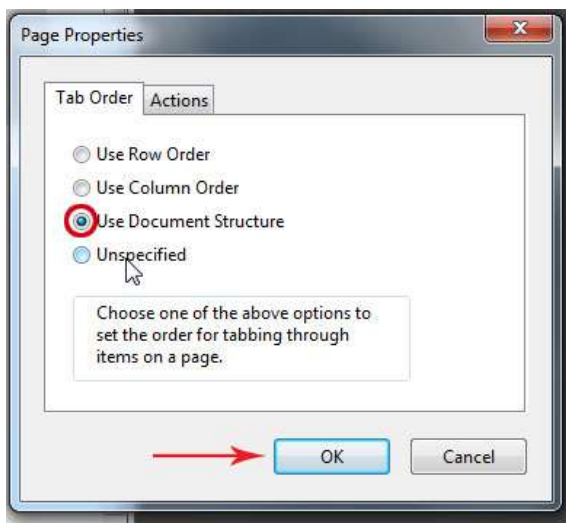 Page Properties
Tab Order
Actions
Use Row Order
Use Column Order
Use Document Structure
Unspecified
Choose one of the above options to
set the order for tabbing through
items on a page.
OK
Cancel